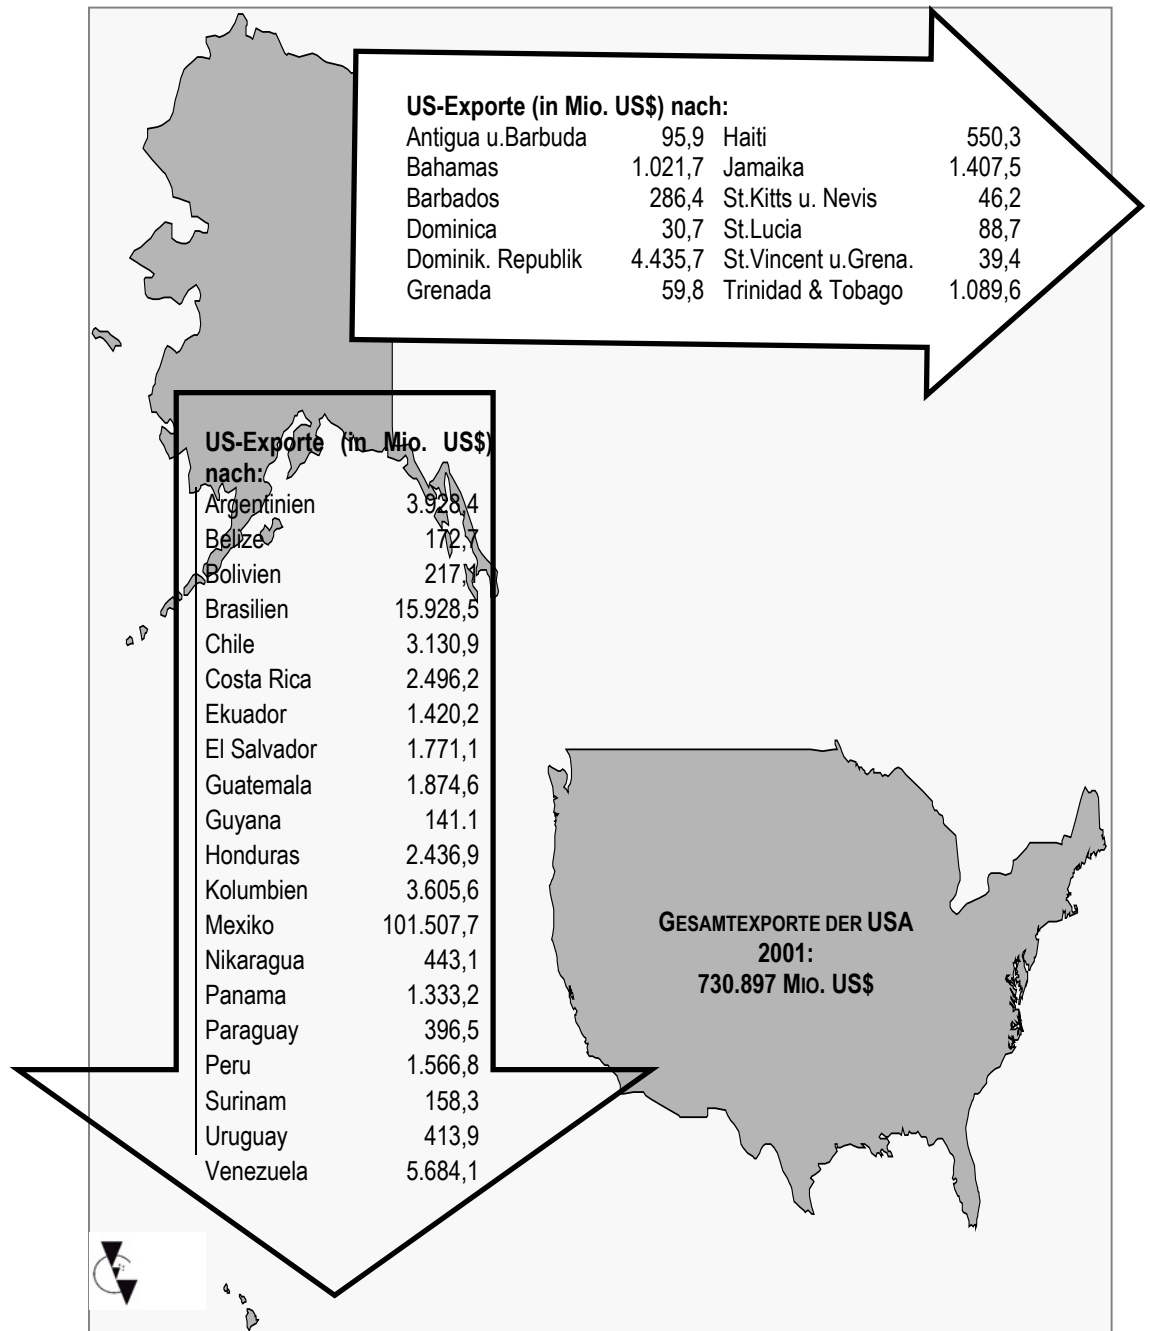 US-Exporte (in Mio. US$) nach:
Antigua u.Barbuda 95,9 Haiti 550,3
Bahamas 1.021,7 Jamaika 1.407,5
Barbados 286,4 St.Kitts u. Nevis 46,2
Dominica 30,7 St.Lucia 88,7
Dominik. Republik 4.435,7 St.Vincent u.Grena. 39,4
Grenada 59,8 Trinidad & Tobago 1.089,6
US-Exporte (in Mio. US$)
nach:
Argentinien 3.928,4
Belize 172,7
Bolivien 217,1
Brasilien 15.928,5
Chile 3.130,9
Costa Rica 2.496,2
Ekuador 1.420,2
El Salvador 1.771,1
Guatemala 1.874,6
Guyana 141.1
Honduras 2.436,9
Kolumbien 3.605,6
Mexiko 101.507,7
Nikaragua 443,1
Panama 1.333,2
Paraguay 396,5
Peru 1.566,8
Surinam 158,3
Uruguay 413,9
Venezuela 5.684,1
GESAMTEXPORTE DER USA
2001:
730.897 MIO. US$